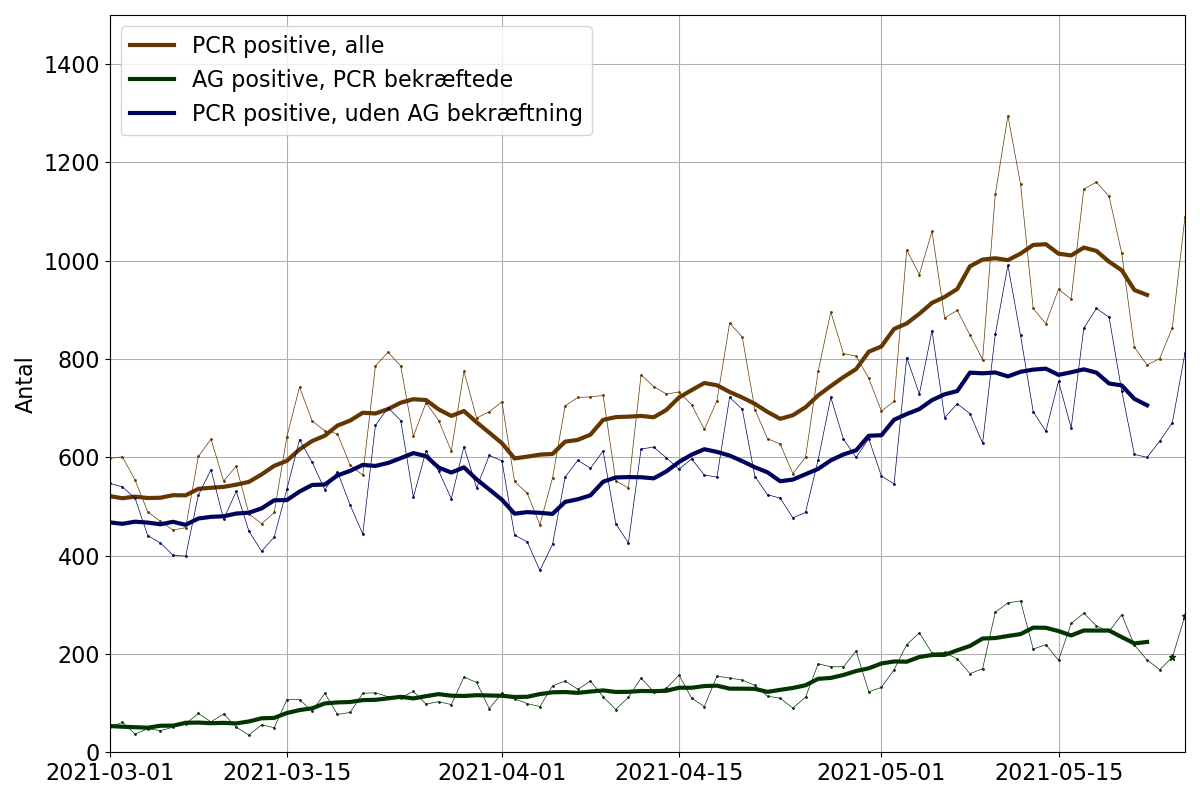 PCR positive, alle
AG positive, PCR bekræftede
PCR positive, uden AG bekræftning
Antal
1400
1200
1000
800
600
400
200
0
2021-03-01 2021-03-15 2021-04-01 2021-04-15 2021-05-01 2021-05-15